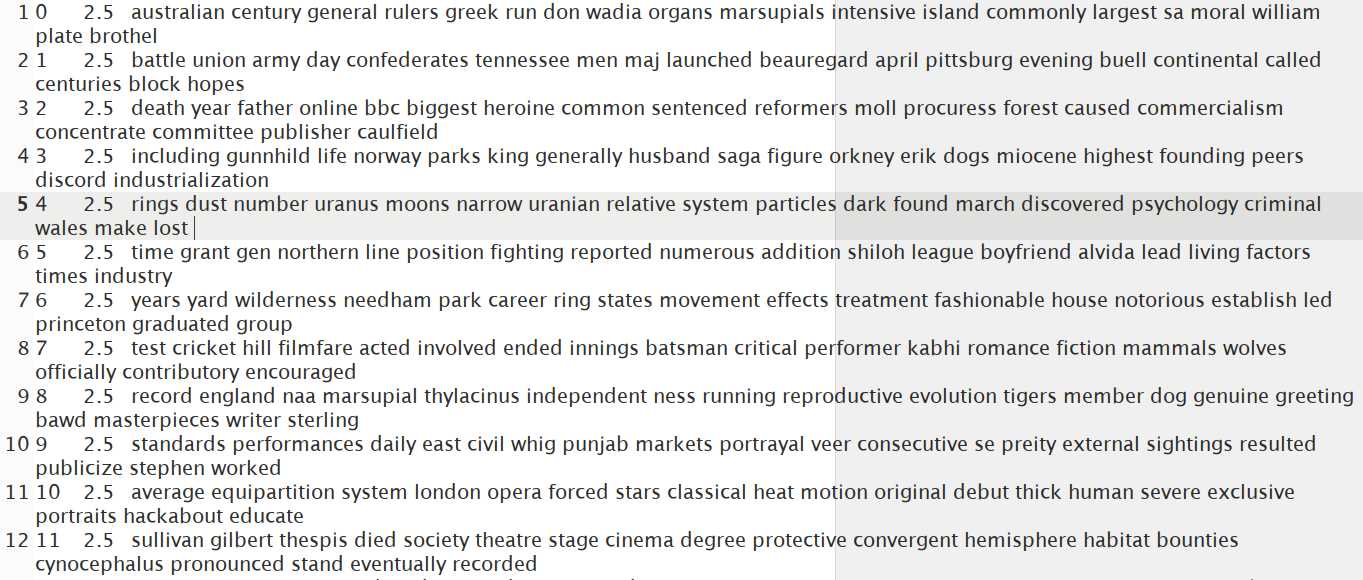 1 0 2.5 australian century general rulers greek run don wadia organs marsupials intensive island commonly largest sa moral william
plate brothel
2 1 2.5 battle union army day confederates tennessee men maj launched beauregard april pittsburg evening buell continental called
centuries block hopes
3 2 2.5 death year father online bbc biggest heroine common sentenced reformers moll procuress forest caused commercialism
concentrate committee publisher caulfield
4 3 2.5 including gunnhild life norway parks king generally husband saga figure orkney erik dogs miocene highest founding peers
discord industrialization
5 4 2.5 rings dust number uranus moons narrow uranian relative system particles dark found march discovered psychology criminal
wales make lost
6 5 2.5 time grant gen northern line position fighting reported numerous addition shiloh league boyfriend alvida lead living factors
times industry
7 6 2.5 years yard wilderness needham park career ring states movement effects treatment fashionable house notorious establish led
princeton graduated group
8 7 2.5 test cricket hill filmfare acted involved ended innings batsman critical performer kabhi romance fiction mammals wolves
officially contributory encouraged
9 8 2.5 record england naa marsupial thylacinus independent ness running reproductive evolution tigers member dog genuine greeting
bawd masterpieces writer sterling
10 9 2.5 standards performances daily east civil whig punjab markets portrayal veer consecutive se preity external sightings resulted
publicize stephen worked
11 10 2.5 average equipartition system london opera forced stars classical heat motion original debut thick human severe exclusive
portraits hackabout educate
12 11 2.5 sullivan gilbert thespis died society theatre stage cinema degree protective convergent hemisphere habitat bounties
cynocephalus pronounced stand eventually recorded